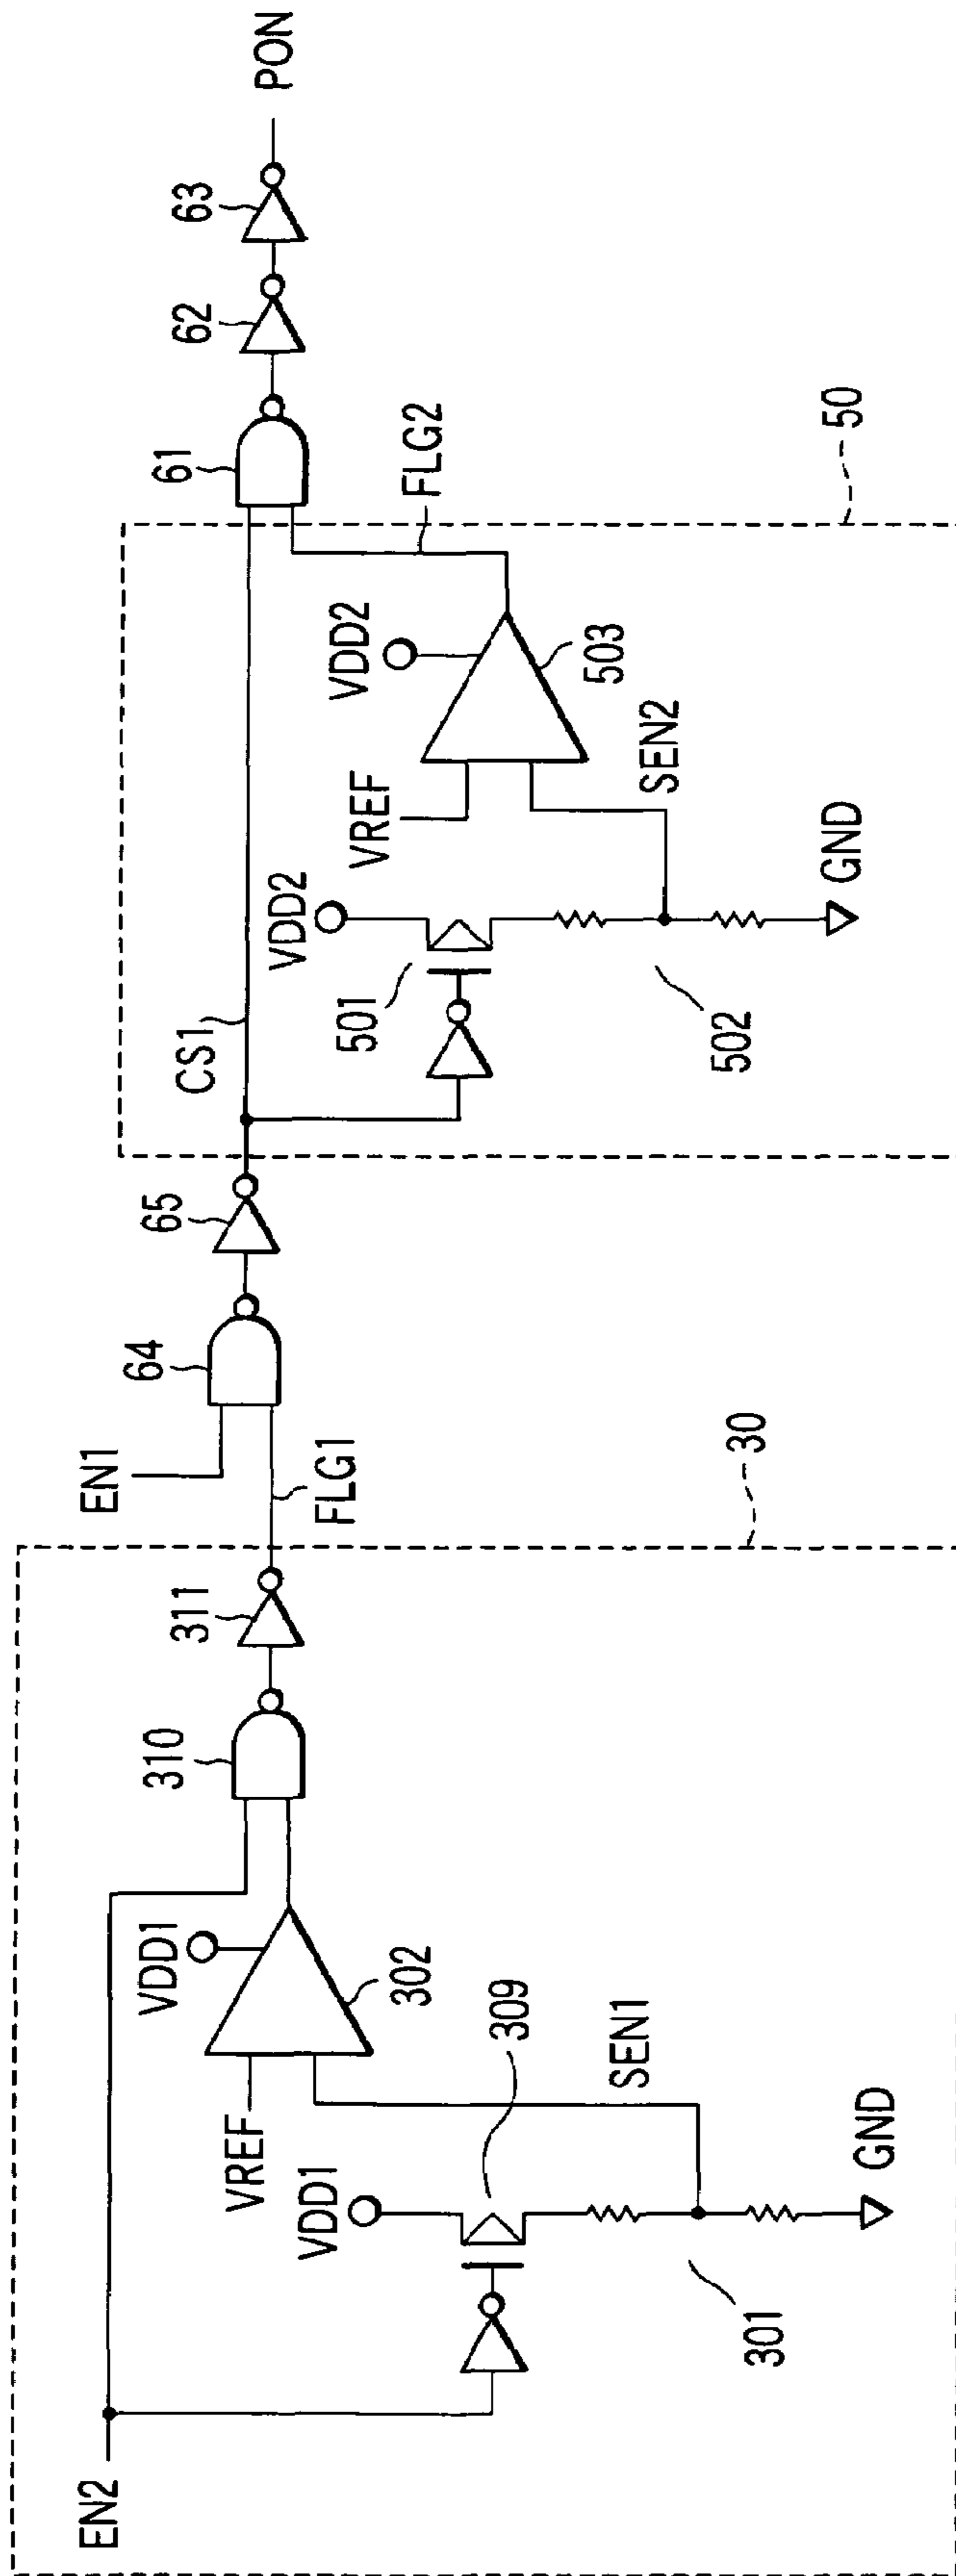 EN2
VDD1
VREF
VDD1
302
309
SEN1
301
GND
310
311
FLG1
30
EN1
64
65
CS1
501
VDD2
VREF
VDD2
503
SEN2
502
GND
FLG2
50
61
62
63
PON